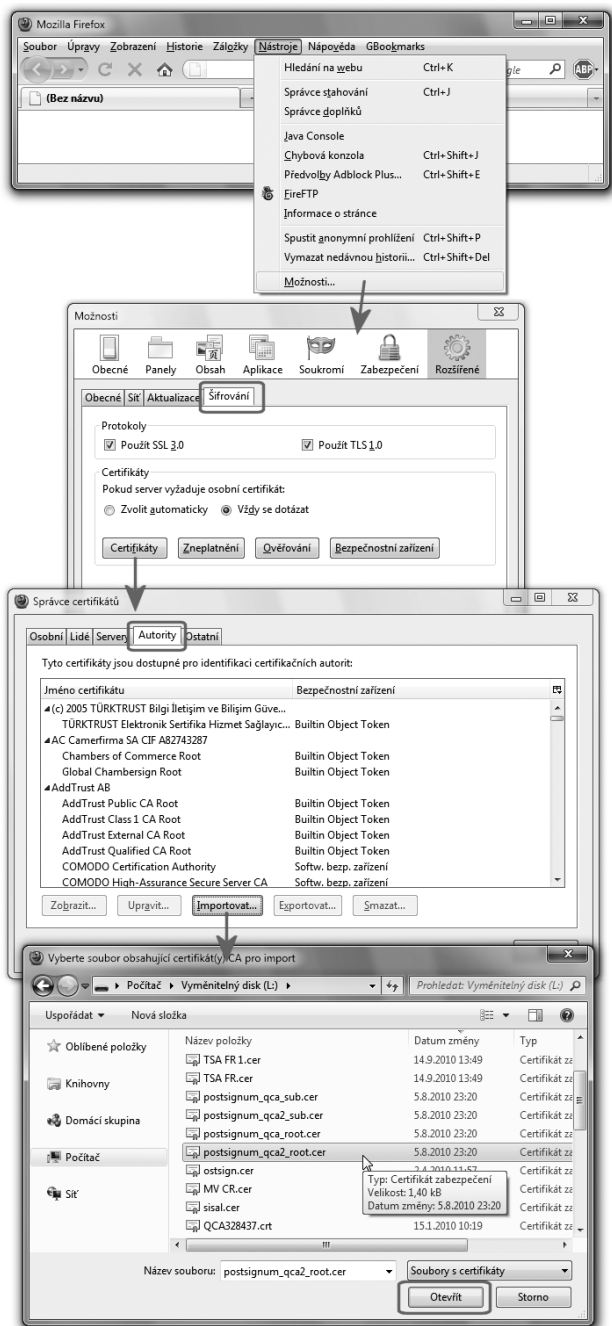 Mozilla Firefox
Soubor Úpravy Zobrazení Historie Záložky Nástroje Nápověda GBookmarks
gle ABP
(Bez názvu)
Hledání na webu Ctrl+K
Správce stahování Ctrl+J
Správce doplňků
Java Console
Chybová konzola Ctrl+Shift+J
Předvolby Adblock Plus... Ctrl+Shift+E
FireFTP
Informace o stránce
Spustit anonymní prohlížení Ctrl+Shift+P
Vymazat nedávnou historii... Ctrl+Shift+Del
Možnosti...
Možnosti
Obecné Panely Obsah Aplikace Soukromí Zabezpečení Rozšířené
Obecné Síť Aktualizace Šifrování
Protokoly
Použít SSL 3.0 Použít TLS 1.0
Certifikáty
Pokud server vyžaduje osobní certifikát:
Zvolit automaticky Vždy se dotázat
Certifikáty Zneplatnění Ověřování Bezpečnostní zařízení
Správce certifikátů
Osobní Lidé Servery Autority Ostatní
Tyto certifikáty jsou dostupné pro identifikaci certifikačních autorit:
Jméno certifikátu Bezpečnostní zařízení
(c) 2005 TÜRKTRUST Bilgi İletişim ve Bilişim Güve...
TÜRKTRUST Elektronik Sertifika Hizmet Sağlayıc... Builtin Object Token
AC Camerfirma SA CIF A82743287
Chambers of Commerce Root Builtin Object Token
Global Chambersign Root Builtin Object Token
AddTrust AB
AddTrust Public CA Root Builtin Object Token
AddTrust Class 1 CA Root Builtin Object Token
AddTrust External CA Root Builtin Object Token
AddTrust Qualified CA Root Builtin Object Token
COMODO Certification Authority Softw. bezp. zařízení
COMODO High-Assurance Secure Server CA Softw. bezp. zařízení
Zobrazit... Upravit... Importovat... Exportovat... Smazat...
Vyberte soubor obsahující certifikát(y) CA pro import
Počítač Vyměnitelný disk (L:) Prohledat: Vyměnitelný disk (L:)
Uspořádat Nová složka
Oblíbené položky
Knihovny
Domácí skupina
Počítač
Síť
Název položky Datum změny Typ
TSA FR 1.cer 14.9.2010 13:49 Certifikát za
TSA FR.cer 14.9.2010 13:49 Certifikát za
postsignum_qca_sub.cer 5.8.2010 23:20 Certifikát za
postsignum_qca2_sub.cer 5.8.2010 23:20 Certifikát za
postsignum_qca_root.cer 5.8.2010 23:20 Certifikát za
postsignum_qca2_root.cer 5.8.2010 23:20 Certifikát za
ostsign.cer 2.4.2010 11:57 Certifikát za
MV CR.cer Certifikát za
sisal.cer Certifikát za
QCA328437.crt 15.1.2010 10:19 Certifikát za
Typ: Certifikát zabezpečení
Velikost: 1,40 kB
Datum změny: 5.8.2010 23:20
Název souboru: postsignum_qca2_root.cer Soubory s certifikáty
Otevřít Storno